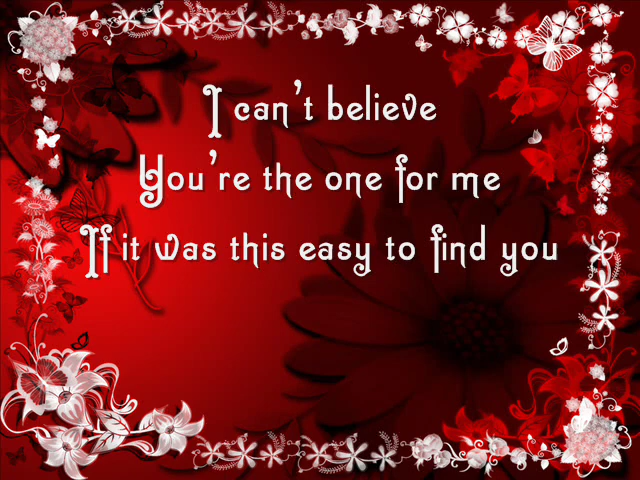 I can't believe
You're the one for me
If it was this easy to find you